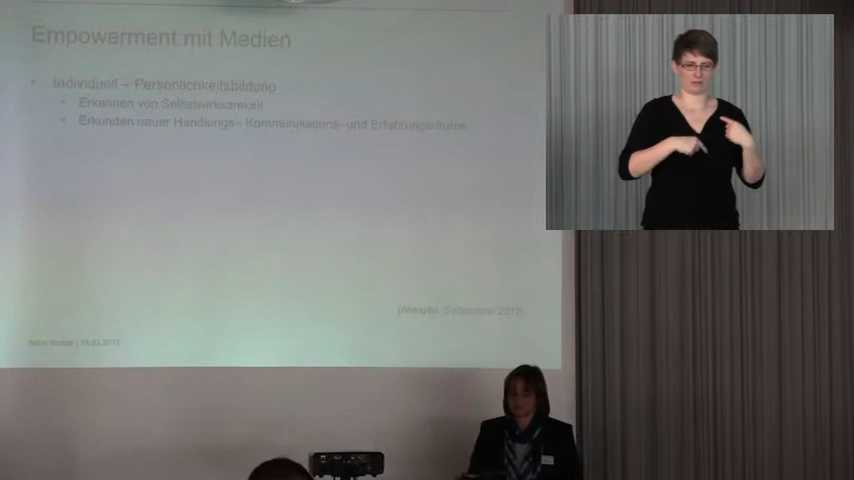 Empowerment mit Medien
• Individuell – Persönlichkeitsbildung
• Erkennen von Selbstwirksamkeit
• Erkunden neuer Handlungs-, Kommunikations- und Erfahrungsräume